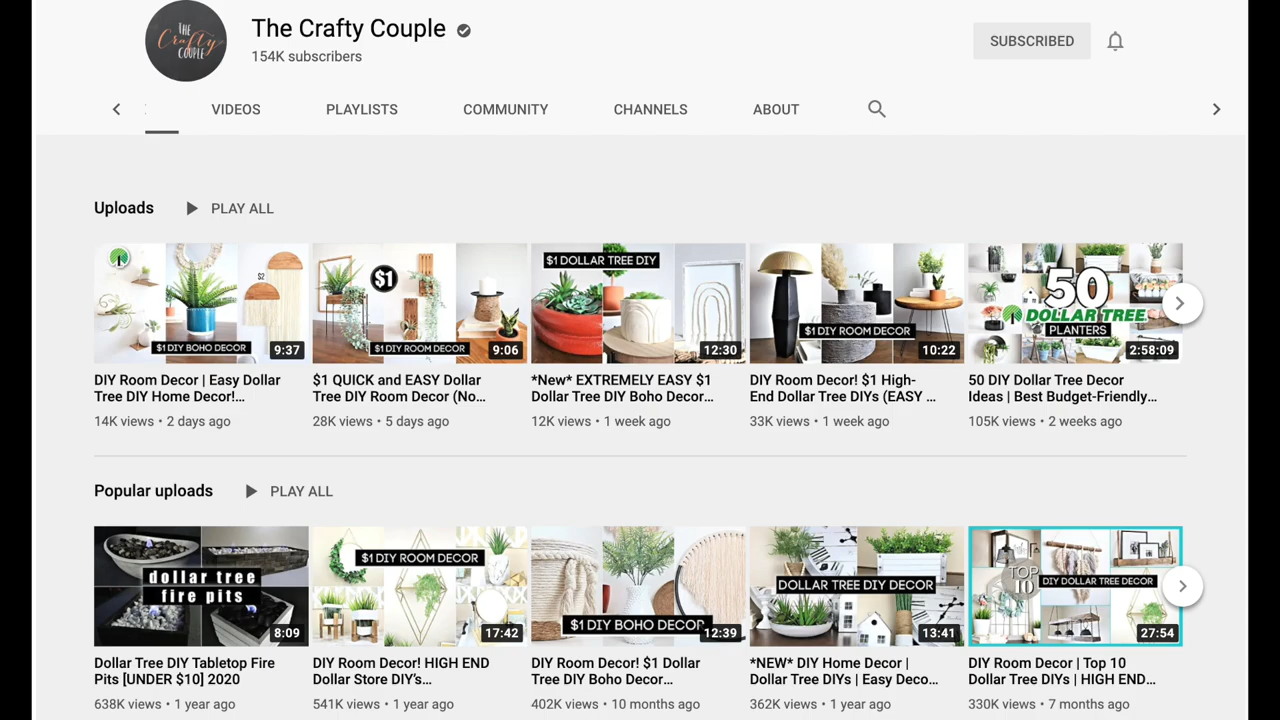 THE
Crafty
COUPLE
The Crafty Couple
154K subscribers
SUBSCRIBED
VIDEOS
PLAYLISTS
COMMUNITY
CHANNELS
ABOUT
Uploads
PLAY ALL
$2
$1 DIY BOHO DECOR
9:37
$1
$1 DIY ROOM DECOR
9:06
$1 DOLLAR TREE DIY
12:30
$1 DIY ROOM DECOR
10:22
50
DOLLAR TREE
PLANTERS
2:58:09
DIY Room Decor | Easy Dollar
Tree DIY Home Decor!...
14K views • 2 days ago
$1 QUICK and EASY Dollar
Tree DIY Room Decor (No...
28K views • 5 days ago
*New* EXTREMELY EASY $1
Dollar Tree DIY Boho Decor...
12K views • 1 week ago
DIY Room Decor! $1 High-
End Dollar Tree DIYs (EASY ...
33K views • 1 week ago
50 DIY Dollar Tree Decor
Ideas | Best Budget-Friendly...
105K views • 2 weeks ago
Popular uploads
PLAY ALL
dollar tree
fire pits
8:09
$1 DIY ROOM DECOR
17:42
$1 DIY BOHO DECOR
12:39
DOLLAR TREE DIY DECOR
13:41
TOP
10
DIY DOLLAR TREE DECOR
27:54
Dollar Tree DIY Tabletop Fire
Pits [UNDER $10] 2020
638K views • 1 year ago
DIY Room Decor! HIGH END
Dollar Store DIY's...
541K views • 1 year ago
DIY Room Decor! $1 Dollar
Tree DIY Boho Decor...
402K views • 10 months ago
*NEW* DIY Home Decor |
Dollar Tree DIYs | Easy Deco...
362K views • 1 year ago
DIY Room Decor | Top 10
Dollar Tree DIYs | HIGH END...
330K views • 7 months ago